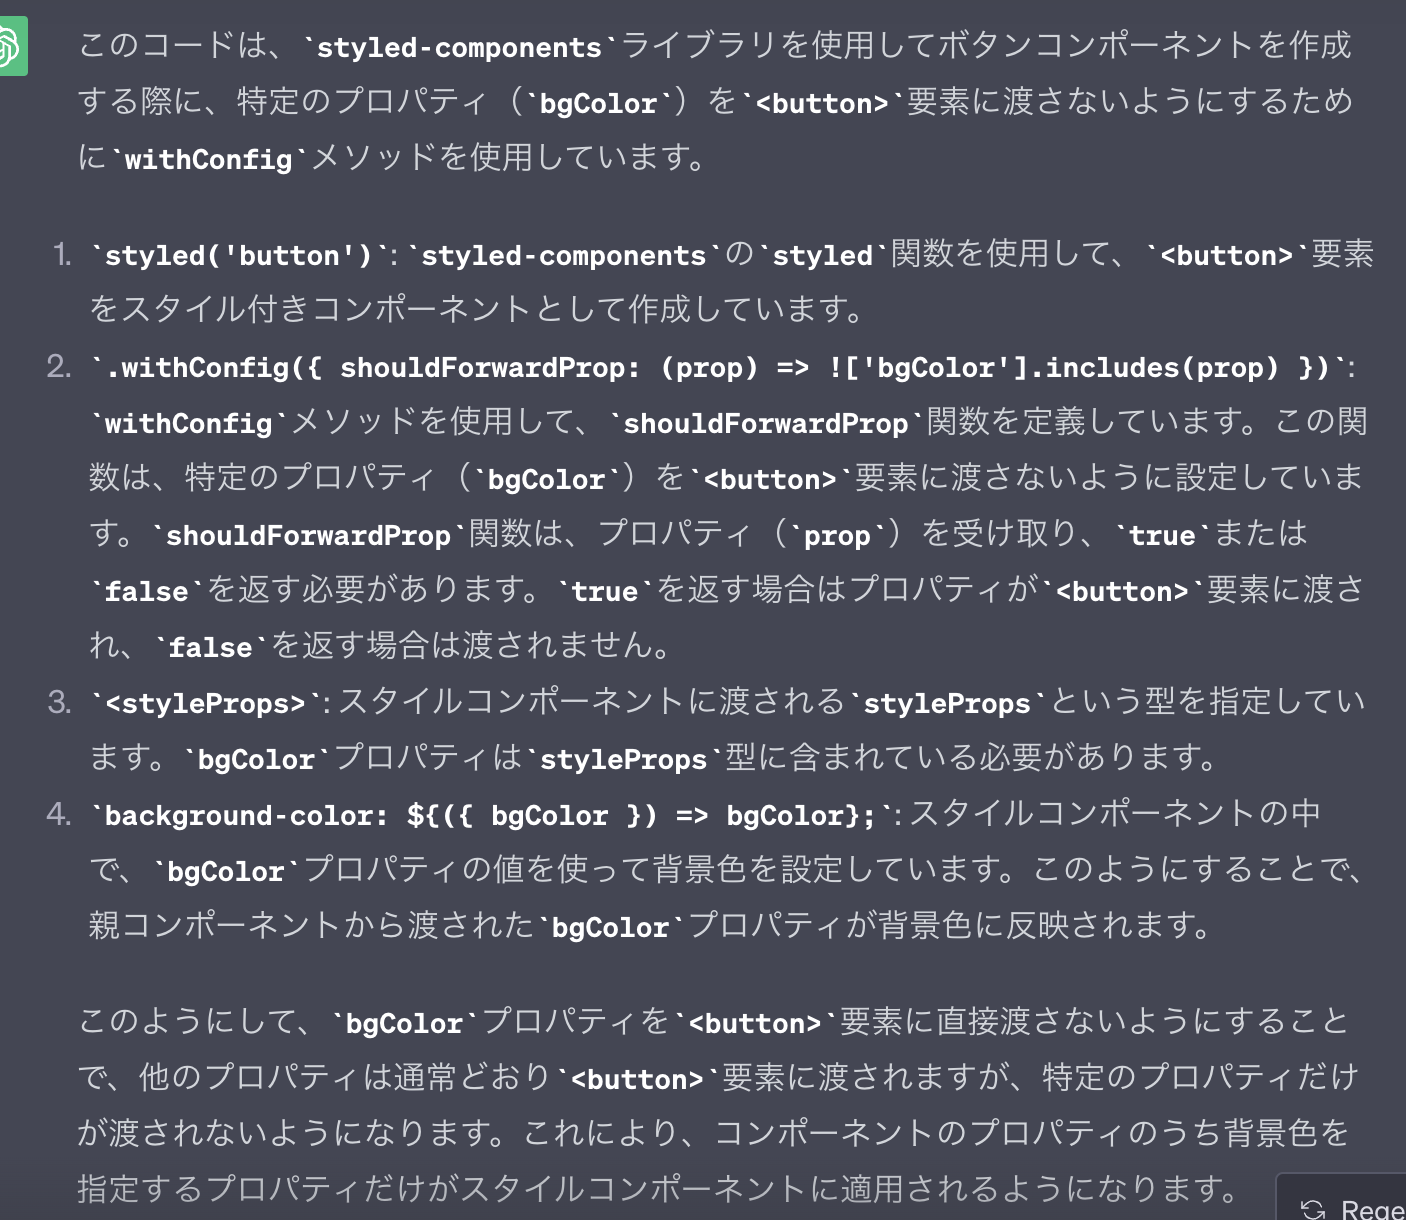 このコードは、`styled-components`ライブラリを使用してボタンコンポーネントを作成
する際に、特定のプロパティ（`bgColor`）を`<button>`要素に渡さないようにするため
に`withConfig`メソッドを使用しています。
1. `styled('button')`: `styled-components`の`styled`関数を使用して、`<button>`要素
をスタイル付きコンポーネントとして作成しています。
2. `.withConfig({ shouldForwardProp: (prop) => !['bgColor'].includes(prop) })`:
`withConfig`メソッドを使用して、`shouldForwardProp`関数を定義しています。この関
数は、特定のプロパティ（`bgColor`）を`<button>`要素に渡さないように設定していま
す。`shouldForwardProp`関数は、プロパティ（`prop`）を受け取り、`true`または
`false`を返す必要があります。`true`を返す場合はプロパティが`<button>`要素に渡さ
れ、`false`を返す場合は渡されません。
3. `<styleProps>`: スタイルコンポーネントに渡される`styleProps`という型を指定してい
ます。`bgColor`プロパティは`styleProps`型に含まれている必要があります。
4. `background-color: ${({ bgColor }) => bgColor};`: スタイルコンポーネントの中
で、`bgColor`プロパティの値を使って背景色を設定しています。このようにすることで、
親コンポーネントから渡された`bgColor`プロパティが背景色に反映されます。
このようにして、`bgColor`プロパティを`<button>`要素に直接渡さないようにすること
で、他のプロパティは通常どおり`<button>`要素に渡されますが、特定のプロパティだけ
が渡されないようになります。これにより、コンポーネントのプロパティのうち背景色を
指定するプロパティだけがスタイルコンポーネントに適用されるようになります。